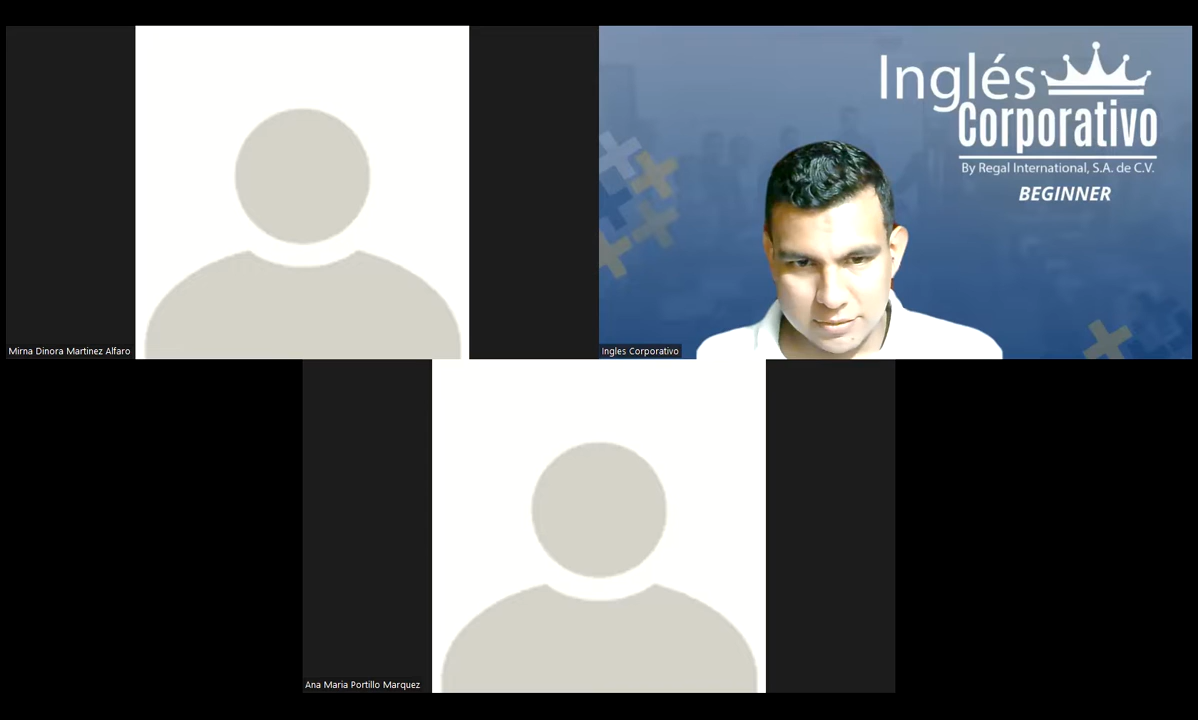 Inglés
Corporativo
By Regal International, S.A. de C.V.
BEGINNER
Mirna Dinora Martinez Alfaro
Ingles Corporativo
Ana Maria Portillo Marquez